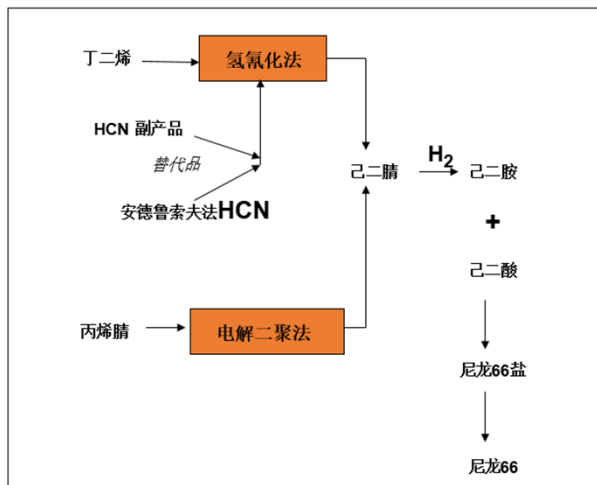 丁二烯
氢氰化法
HCN 副产品
替代品
安德鲁索夫法HCN
己二腈
H2
己二胺
+
己二酸
丙烯腈
电解二聚法
尼龙66盐
尼龙66